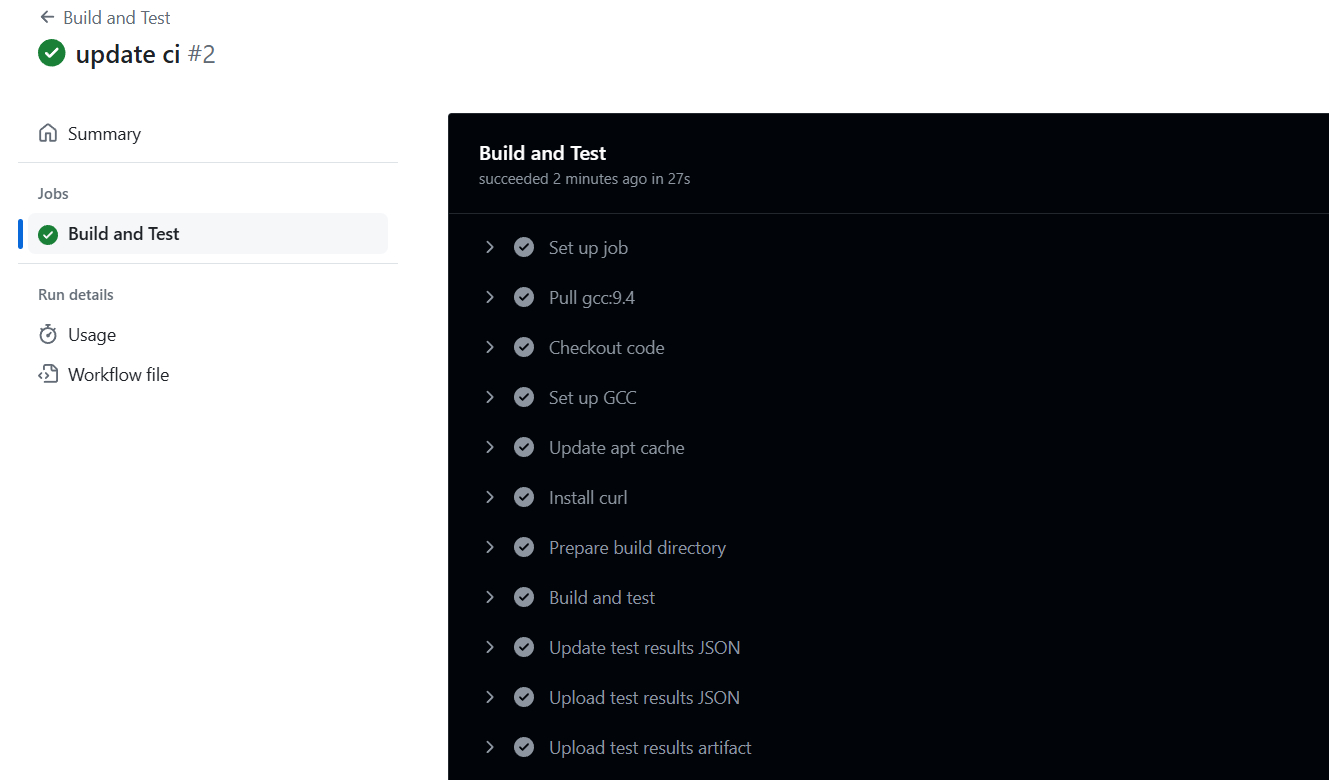 Build and Test
update ci #2
Summary
Jobs
Build and Test
Run details
Usage
Workflow file
Build and Test
succeeded 2 minutes ago in 27s
Set up job
Pull gcc:9.4
Checkout code
Set up GCC
Update apt cache
Install curl
Prepare build directory
Build and test
Update test results JSON
Upload test results JSON
Upload test results artifact